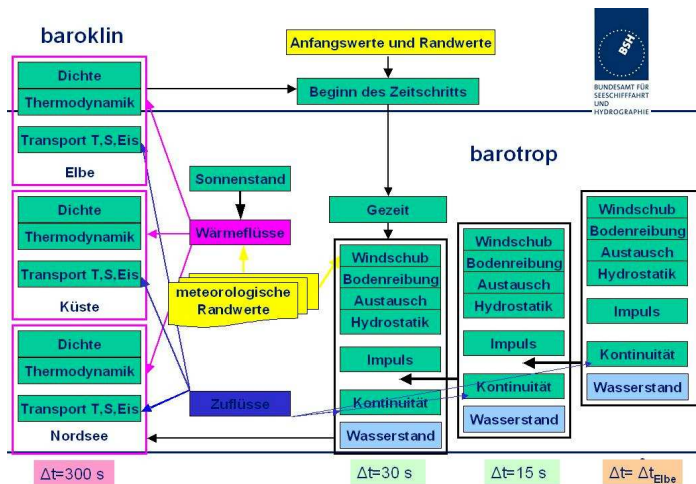 baroklin
Anfangswerte und Randwerte
BSH
BUNDESAMT FÜR
SEESCHIFFFAHRT
UND
HYDROGRAPHIE
Dichte
Thermodynamik
Transport T,S,Eis
Elbe
Beginn des Zeitschritts
barotrop
Sonnenstand
Wärmeflüsse
meteorologische
Randwerte
Zuflüsse
Dichte
Thermodynamik
Transport T,S,Eis
Küste
Dichte
Thermodynamik
Transport T,S,Eis
Nordsee
Gezeit
Windschub
Bodenreibung
Austausch
Hydrostatik
Impuls
Kontinuität
Wasserstand
Windschub
Bodenreibung
Austausch
Hydrostatik
Impuls
Kontinuität
Wasserstand
Windschub
Bodenreibung
Austausch
Hydrostatik
Impuls
Kontinuität
Wasserstand
Δt=300 s
Δt=30 s
Δt=15 s
Δt= Δt_Elbe